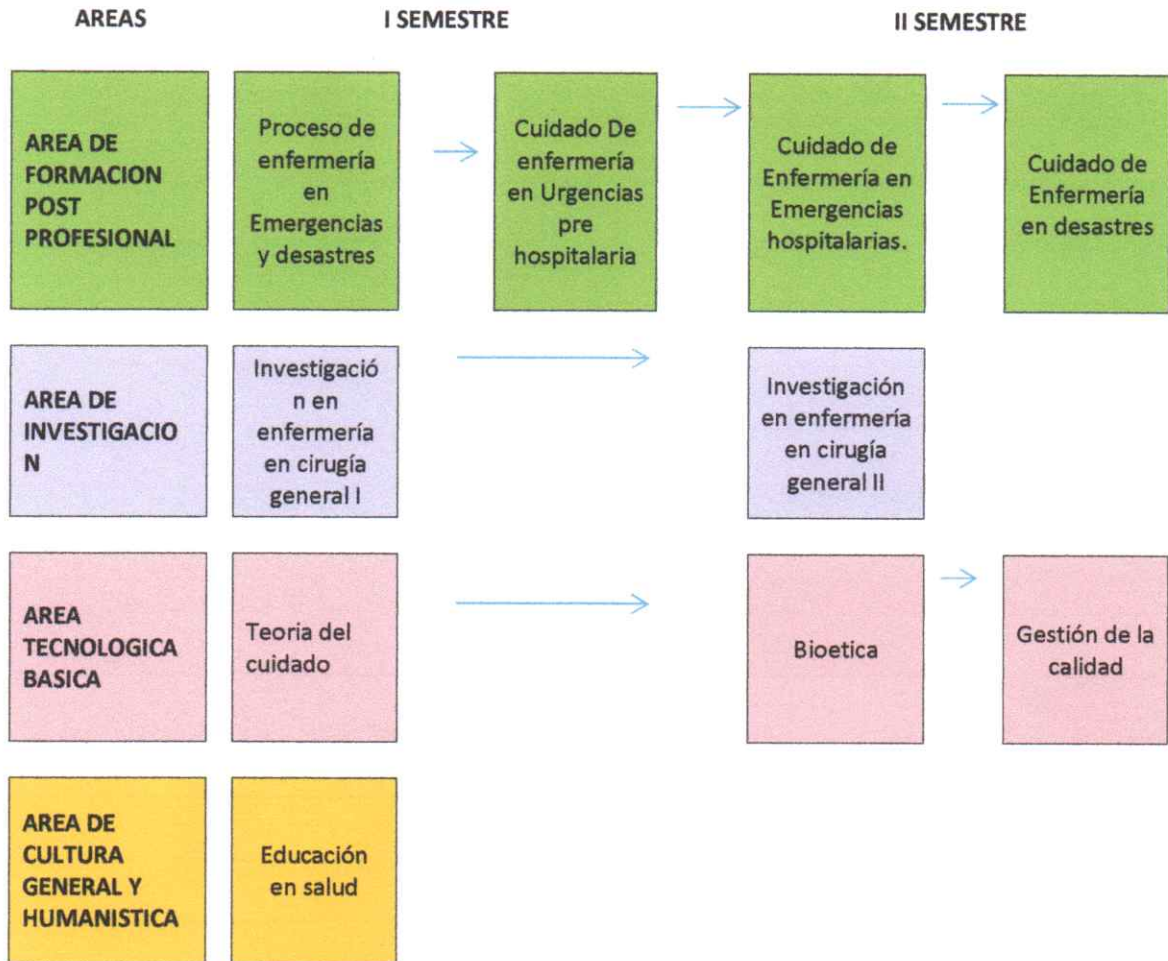 AREAS
I SEMESTRE
II SEMESTRE
AREA DE
FORMACION
POST
PROFESIONAL
Proceso de
enfermería
en
Emergencias
y desastres
Cuidado De
enfermería
en Urgencias
pre
hospitalaria
Cuidado de
Enfermería en
Emergencias
hospitalarias.
Cuidado de
Enfermería
en desastres
AREA DE
INVESTIGACIO
N
Investigació
n en
enfermería
en cirugía
general I
Investigación
en enfermería
en cirugía
general II
AREA
TECNOLOGICA
BASICA
Teoria del
cuidado
Bioetica
Gestión de la
calidad
AREA DE
CULTURA
GENERAL Y
HUMANISTICA
Educación
en salud